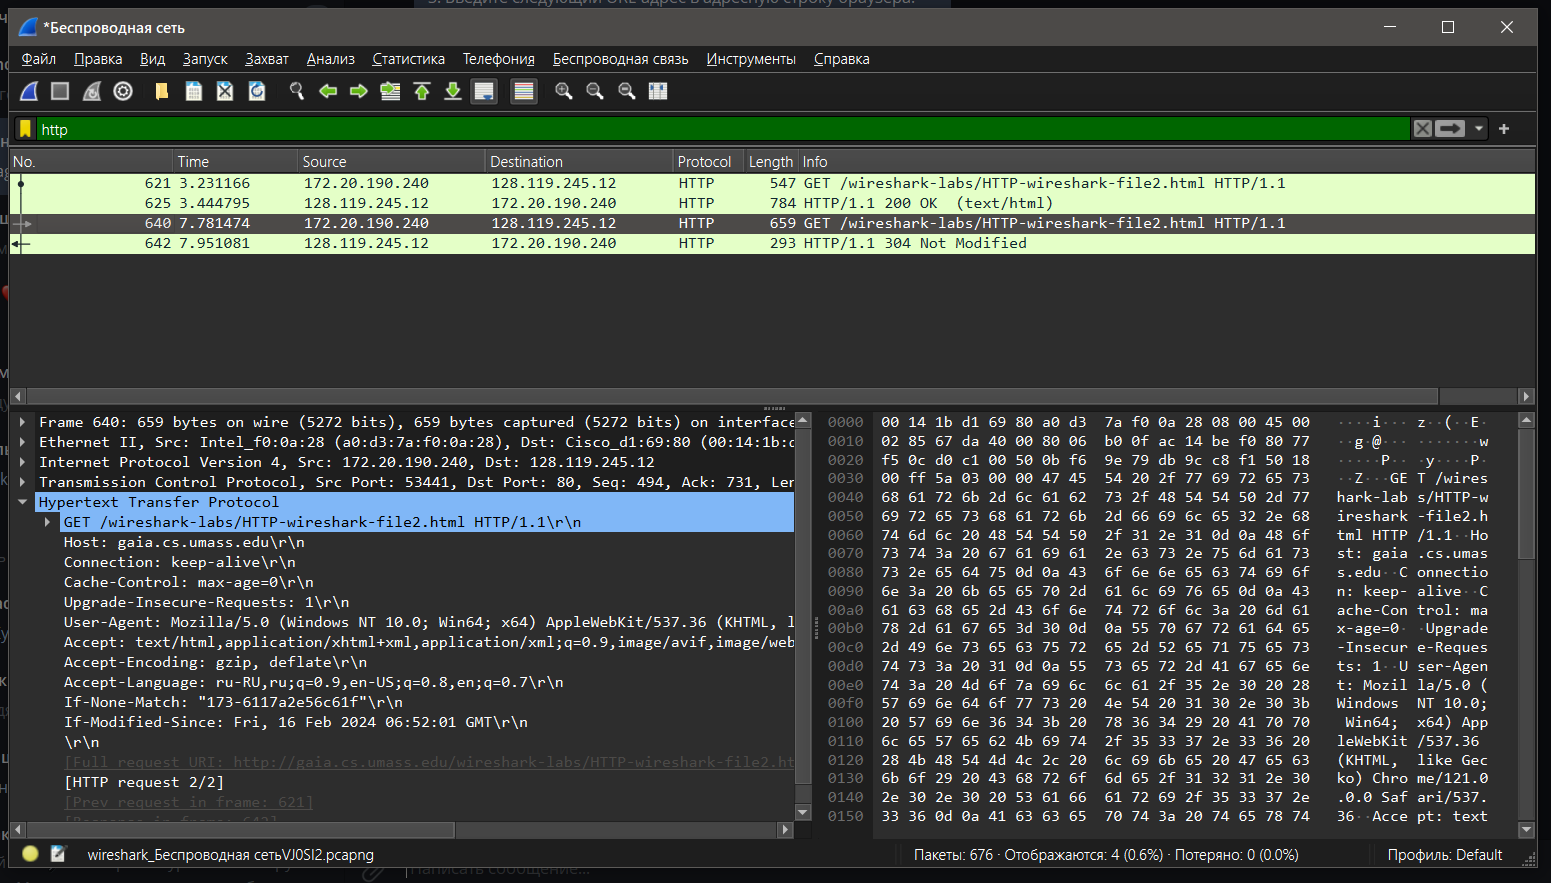 3. Введите следующий URL-адрес в адресную строку браузера:
*Беспроводная сеть
Файл Правка Вид Запуск Захват Анализ Статистика Телефония Беспроводная связь Инструменты Справка
http
No. Time Source Destination Protocol Length Info
621 3.231166 172.20.190.240 128.119.245.12 HTTP 547 GET /wireshark-labs/HTTP-wireshark-file2.html HTTP/1.1
625 3.444795 128.119.245.12 172.20.190.240 HTTP 784 HTTP/1.1 200 OK (text/html)
640 7.781474 172.20.190.240 128.119.245.12 HTTP 659 GET /wireshark-labs/HTTP-wireshark-file2.html HTTP/1.1
642 7.951081 128.119.245.12 172.20.190.240 HTTP 293 HTTP/1.1 304 Not Modified
Frame 640: 659 bytes on wire (5272 bits), 659 bytes captured (5272 bits) on interface
Ethernet II, Src: Intel_f0:0a:28 (a0:d3:7a:f0:0a:28), Dst: Cisco_d1:69:80 (00:14:1b:d
Internet Protocol Version 4, Src: 172.20.190.240, Dst: 128.119.245.12
Transmission Control Protocol, Src Port: 53441, Dst Port: 80, Seq: 494, Ack: 731, Len
Hypertext Transfer Protocol
GET /wireshark-labs/HTTP-wireshark-file2.html HTTP/1.1\r\n
Host: gaia.cs.umass.edu\r\n
Connection: keep-alive\r\n
Cache-Control: max-age=0\r\n
Upgrade-Insecure-Requests: 1\r\n
User-Agent: Mozilla/5.0 (Windows NT 10.0; Win64; x64) AppleWebKit/537.36 (KHTML, l
Accept: text/html,application/xhtml+xml,application/xml;q=0.9,image/avif,image/web
Accept-Encoding: gzip, deflate\r\n
Accept-Language: ru-RU,ru;q=0.9,en-US;q=0.8,en;q=0.7\r\n
If-None-Match: "173-6117a2e56c61f"\r\n
If-Modified-Since: Fri, 16 Feb 2024 06:52:01 GMT\r\n
\r\n
[Full request URI: http://gaia.cs.umass.edu/wireshark-labs/HTTP-wireshark-file2.ht
[HTTP request 2/2]
[Prev request in frame: 621]
[Response in frame: 642]
0000 00 14 1b d1 69 80 a0 d3 7a f0 0a 28 08 00 45 00 ····i··· z··(··E·
0010 02 85 67 da 40 00 80 06 b0 0f ac 14 be f0 80 77 ··g·@··· ·······w
0020 f5 0c d0 c1 00 50 0b f6 9e 79 db 9c c8 f1 50 18 ·····P·· ·y····P·
0030 00 ff 5a 03 00 00 47 45 54 20 2f 77 69 72 65 73 ··Z···GE T /wires
0040 68 61 72 6b 2d 6c 61 62 73 2f 48 54 54 50 2d 77 hark-lab s/HTTP-w
0050 69 72 65 73 68 61 72 6b 2d 66 69 6c 65 32 2e 68 ireshark -file2.h
0060 74 6d 6c 20 48 54 54 50 2f 31 2e 31 0d 0a 48 6f tml HTTP /1.1··Ho
0070 73 74 3a 20 67 61 69 61 2e 63 73 2e 75 6d 61 73 st: gaia .cs.umas
0080 73 2e 65 64 75 0d 0a 43 6f 6e 6e 65 63 74 69 6f s.edu··C onnectio
0090 6e 3a 20 6b 65 65 70 2d 61 6c 69 76 65 0d 0a 43 n: keep- alive··C
00a0 61 63 68 65 2d 43 6f 6e 74 72 6f 6c 3a 20 6d 61 ache-Con trol: ma
00b0 78 2d 61 67 65 3d 30 0d 0a 55 70 67 72 61 64 65 x-age=0· ·Upgrade
00c0 2d 49 6e 73 65 63 75 72 65 2d 52 65 71 75 65 73 -Insecur e-Reques
00d0 74 73 3a 20 31 0d 0a 55 73 65 72 2d 41 67 65 6e ts: 1··U ser-Agen
00e0 74 3a 20 4d 6f 7a 69 6c 6c 61 2f 35 2e 30 20 28 t: Mozil la/5.0 (
00f0 57 69 6e 64 6f 77 73 20 4e 54 20 31 30 2e 30 3b Windows NT 10.0;
0100 20 57 69 6e 36 34 3b 20 78 36 34 29 20 41 70 70 Win64; x64) App
0110 6c 65 57 65 62 4b 69 74 2f 35 33 37 2e 33 36 20 leWebKit /537.36
0120 28 4b 48 54 4d 4c 2c 20 6c 69 6b 65 20 47 65 63 (KHTML, like Gec
0130 6b 6f 29 20 43 68 72 6f 6d 65 2f 31 32 31 2e 30 ko) Chro me/121.0
0140 2e 30 2e 30 20 53 61 66 61 72 69 2f 35 33 37 2e .0.0 Saf ari/537.
0150 33 36 0d 0a 41 63 63 65 70 74 3a 20 74 65 78 74 36··Acce pt: text
wireshark_Беспроводная сетьVJ0SI2.pcapng
Пакеты: 676 · Отображаются: 4 (0.6%) · Потеряно: 0 (0.0%)
Профиль: Default
Написать сообщение...